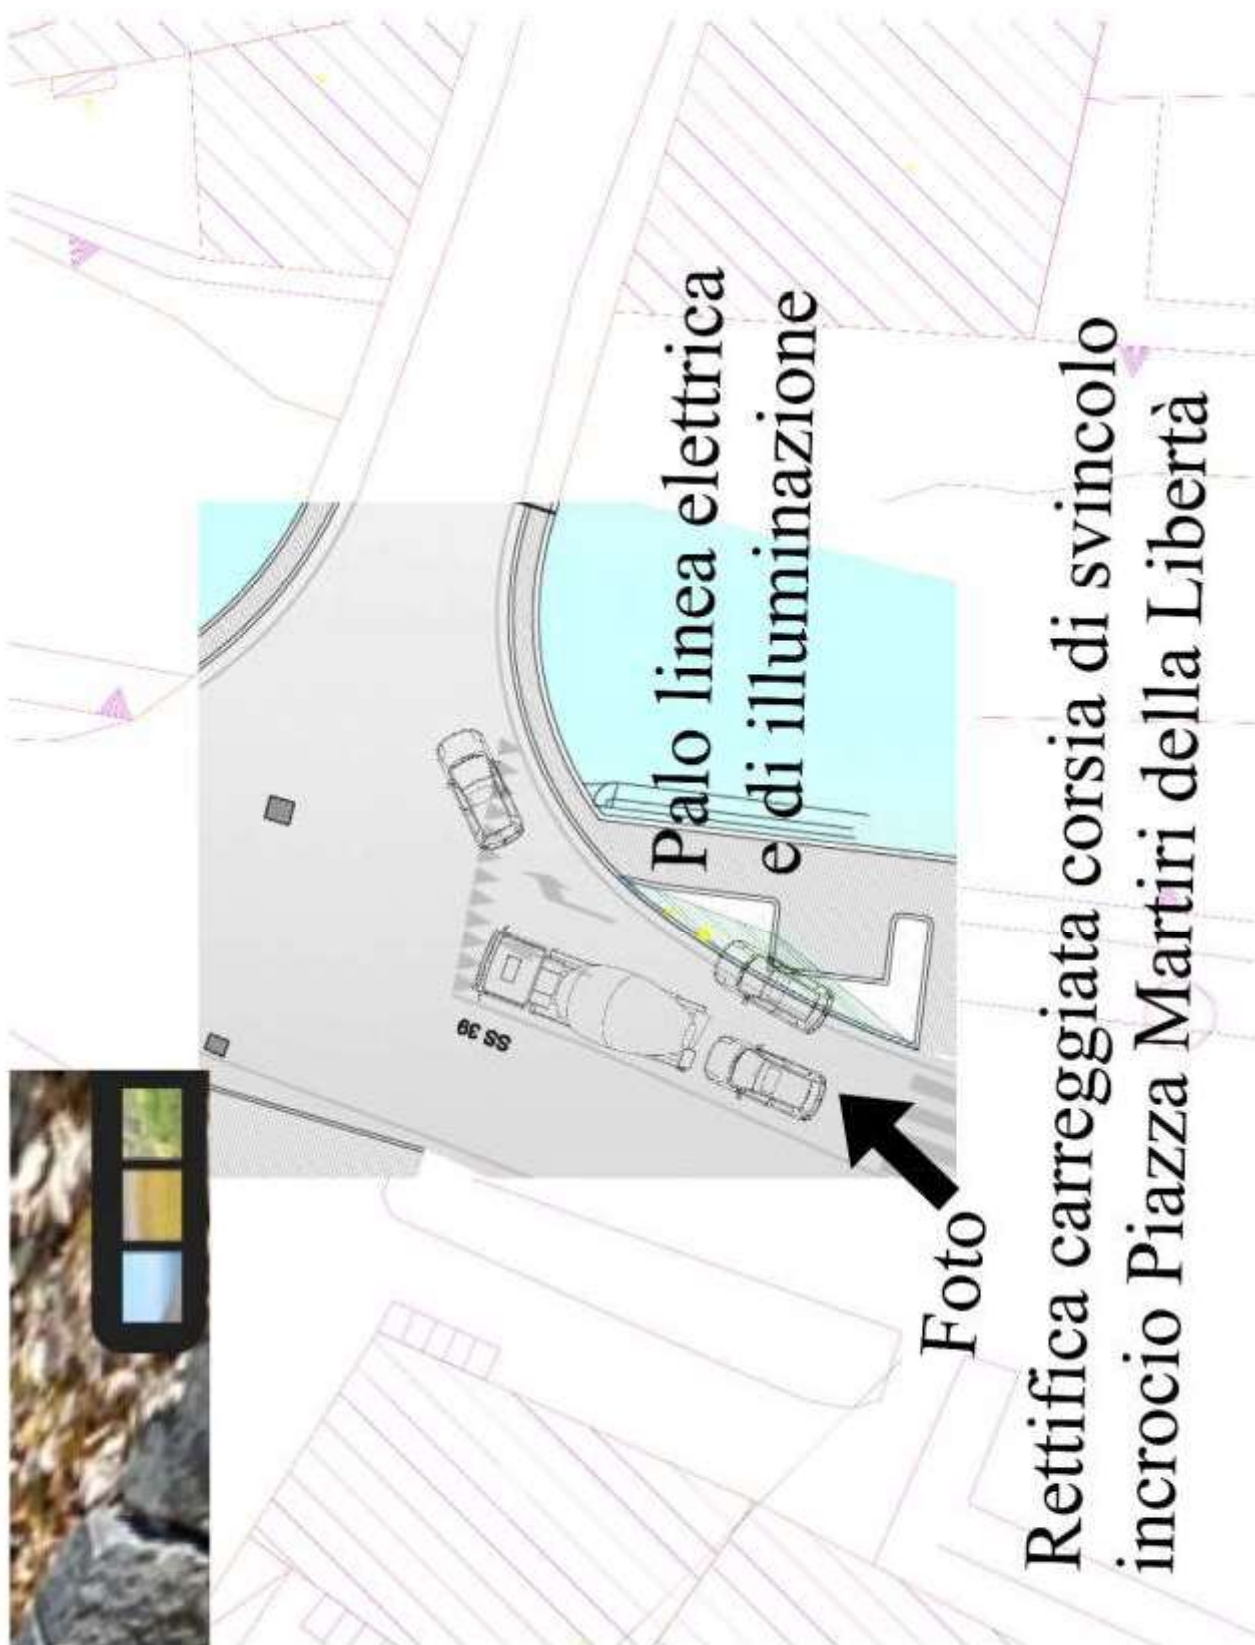 Palo linea elettrica
e di illuminazione
SS 39
Foto
Rettifica carreggiata corsia di svincolo
incrocio Piazza Martiri della Libertà